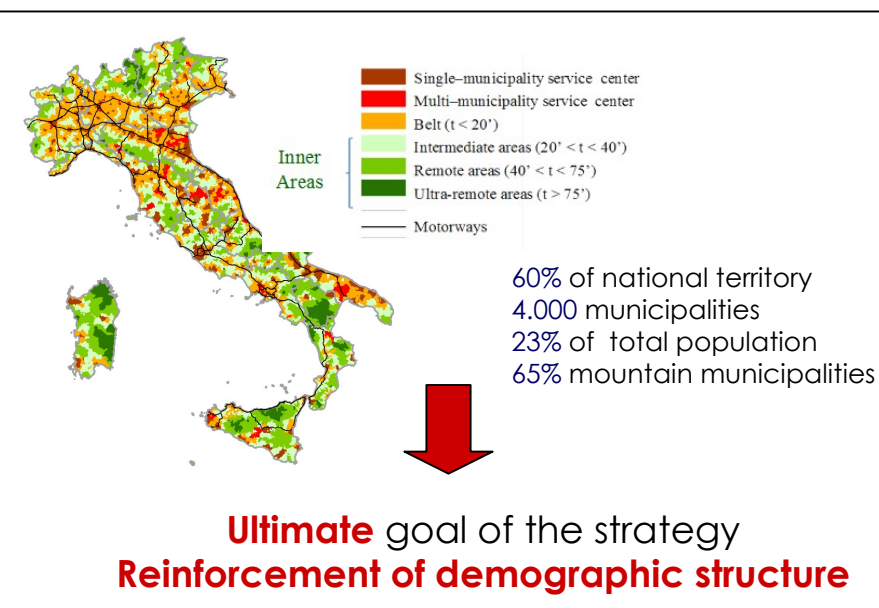 Single–municipality service center
Multi–municipality service center
Belt (t < 20’)
Intermediate areas (20’ < t < 40’)
Remote areas (40’ < t < 75’)
Ultra-remote areas (t > 75’)
Inner
Areas
Motorways
60% of national territory
4.000 municipalities
23% of total population
65% mountain municipalities
Ultimate goal of the strategy
Reinforcement of demographic structure